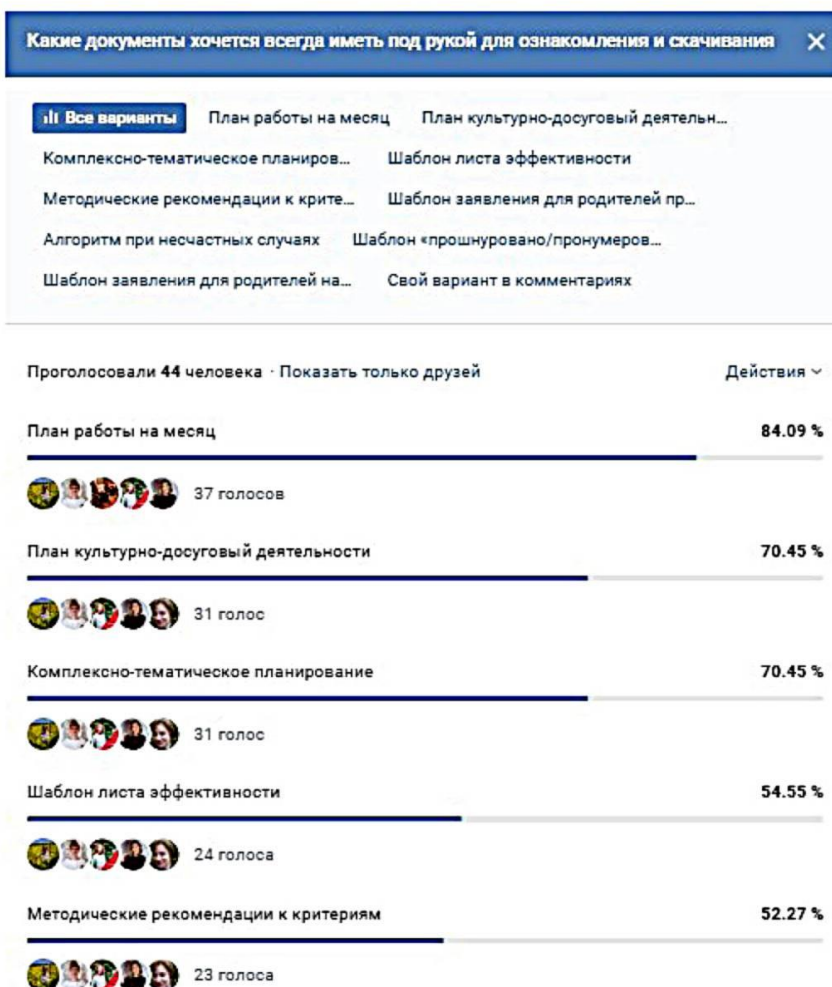 Какие документы хочется всегда иметь под рукой для ознакомления и скачивания
Все варианты План работы на месяц План культурно-досуговый деятельн...
Комплексно-тематическое планиров... Шаблон листа эффективности
Методические рекомендации к крите... Шаблон заявления для родителей пр...
Алгоритм при несчастных случаях Шаблон «прошнуровано/пронумеров...
Шаблон заявления для родителей на... Свой вариант в комментариях
Проголосовали 44 человека · Показать только друзей Действия
План работы на месяц 84.09 %
37 голосов
План культурно-досуговый деятельности 70.45 %
31 голос
Комплексно-тематическое планирование 70.45 %
31 голос
Шаблон листа эффективности 54.55 %
24 голоса
Методические рекомендации к критериям 52.27 %
23 голоса